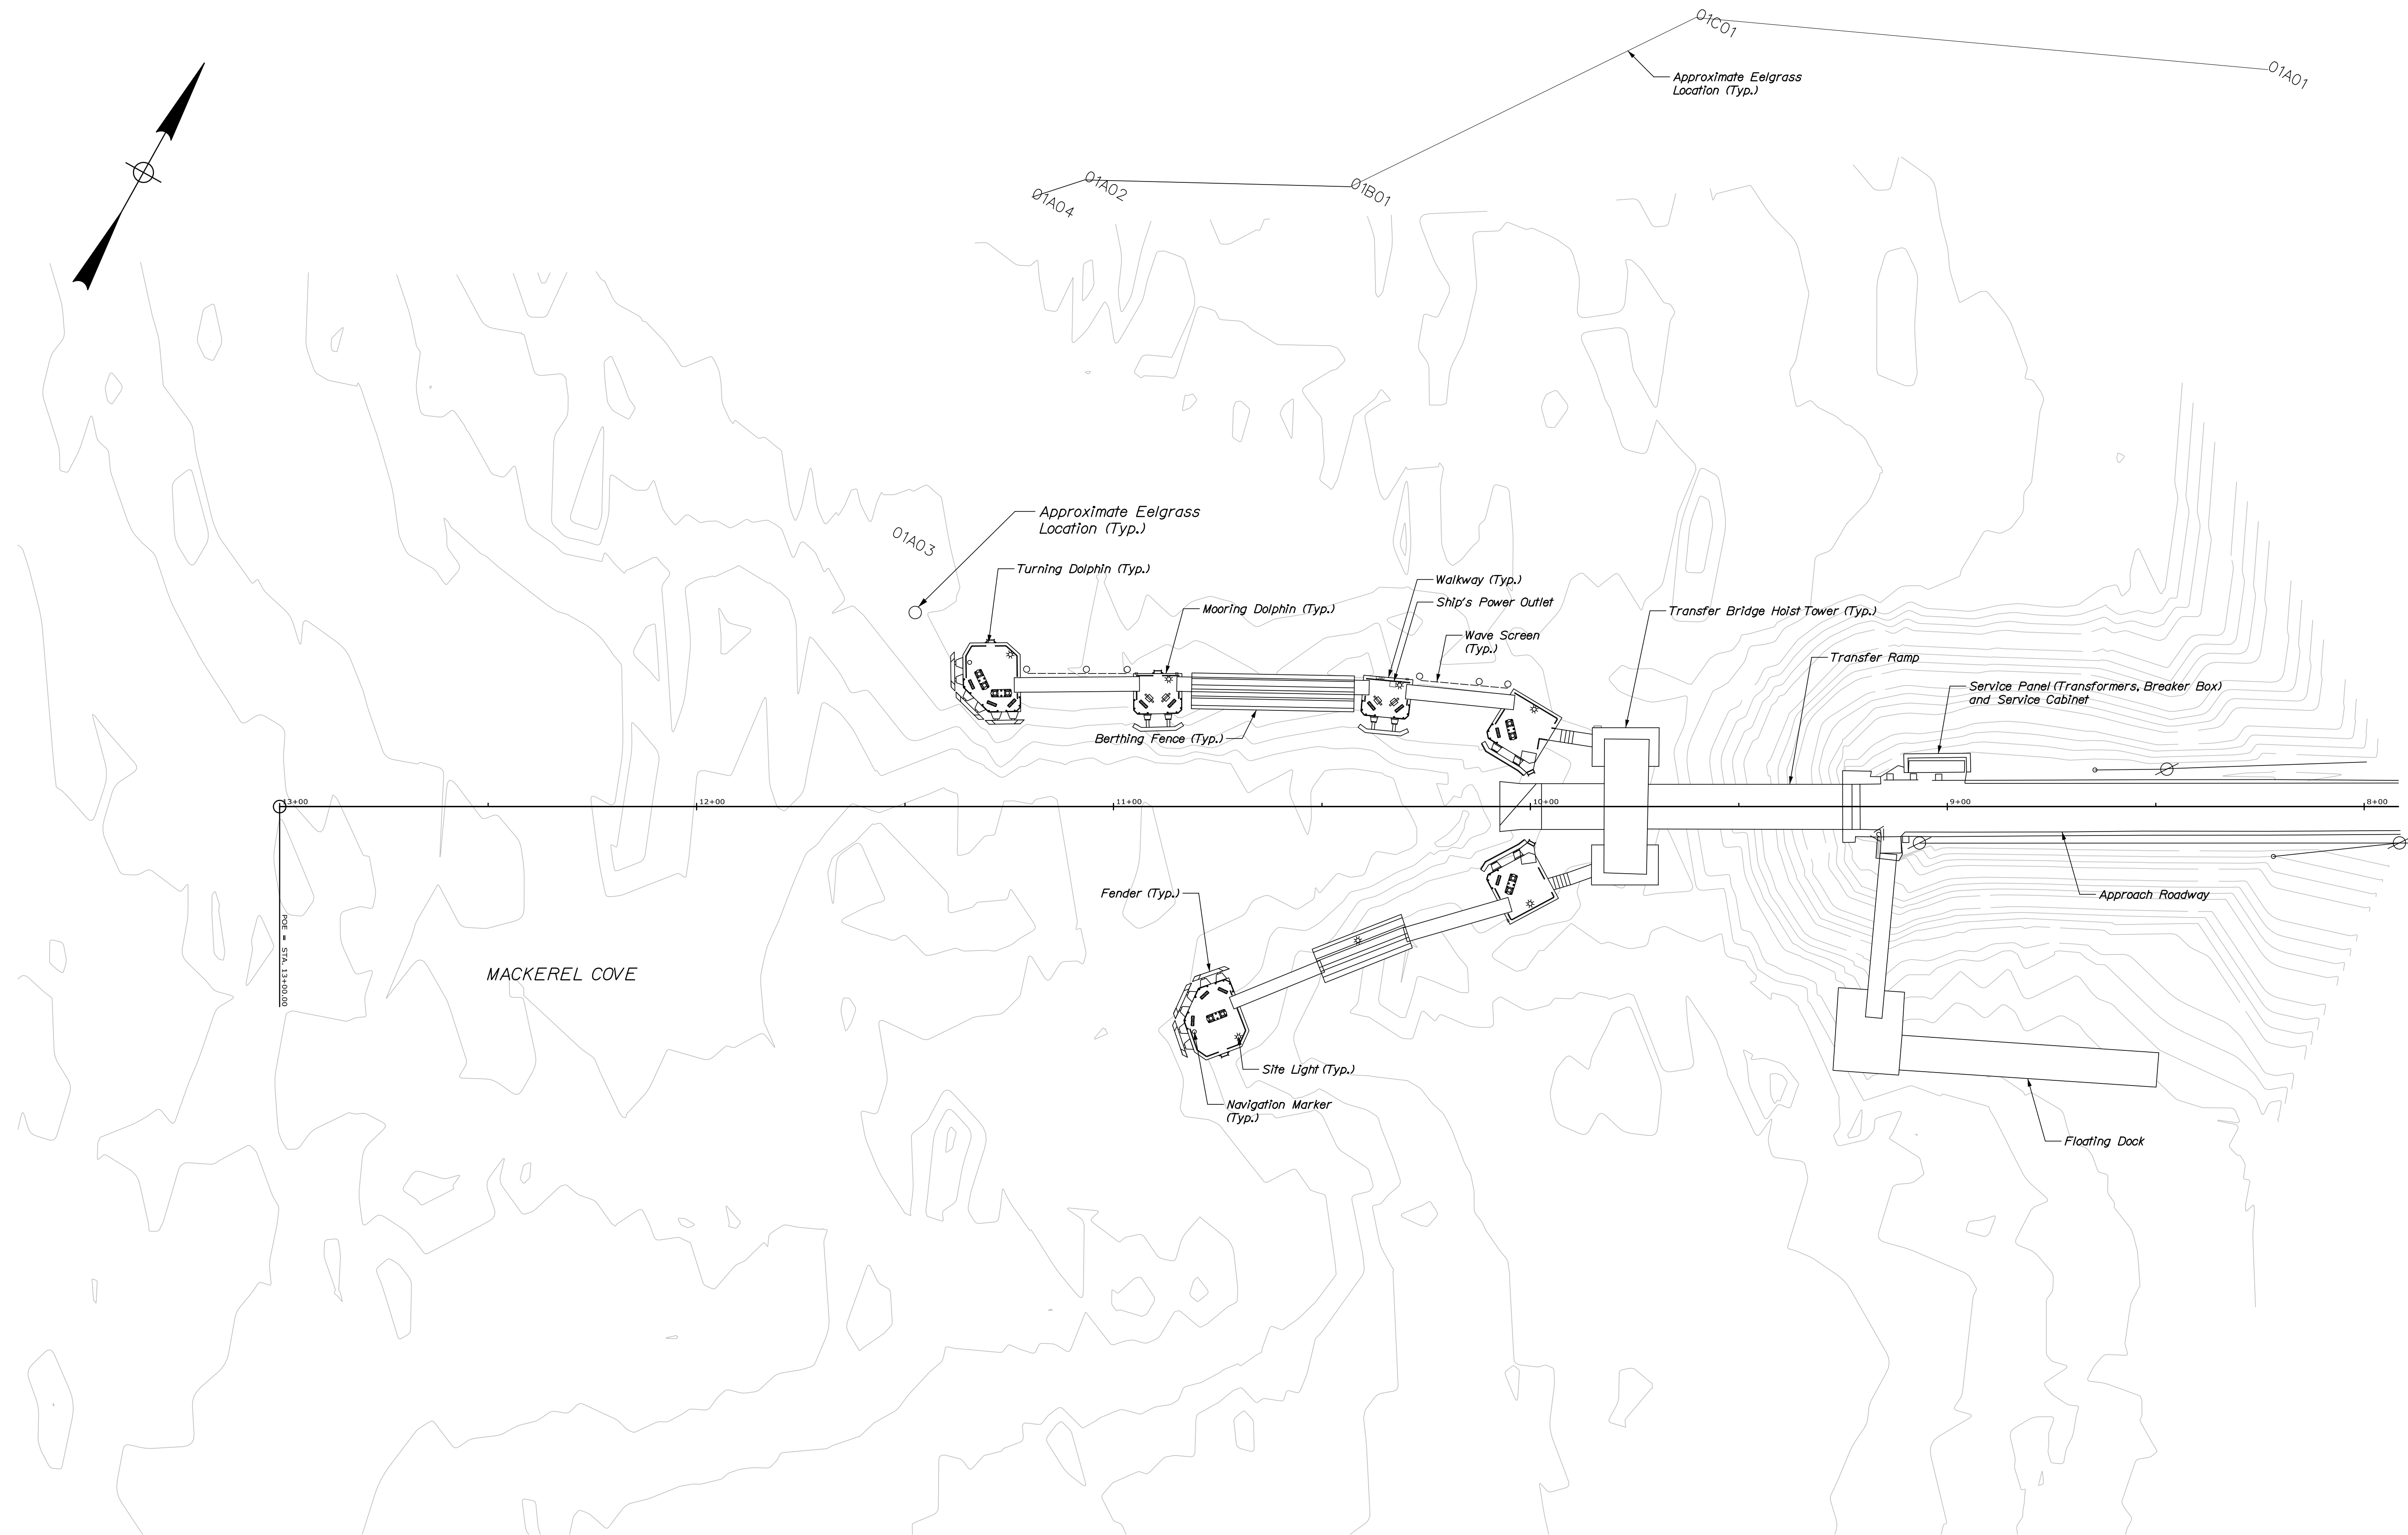 01C01
Approximate Eelgrass
Location (Typ.)
01A01
01A02
01A04
01B01
01A03
Approximate Eelgrass
Location (Typ.)
Turning Dolphin (Typ.)
Mooring Dolphin (Typ.)
Walkway (Typ.)
Ship's Power Outlet
Wave Screen
(Typ.)
Transfer Bridge Hoist Tower (Typ.)
Transfer Ramp
Service Panel (Transformers, Breaker Box)
and Service Cabinet
Berthing Fence (Typ.)
13+00
12+00
11+00
10+00
9+00
8+00
POE = STA. 13+00.00
Fender (Typ.)
Approach Roadway
MACKEREL COVE
Site Light (Typ.)
Navigation Marker
(Typ.)
Floating Dock